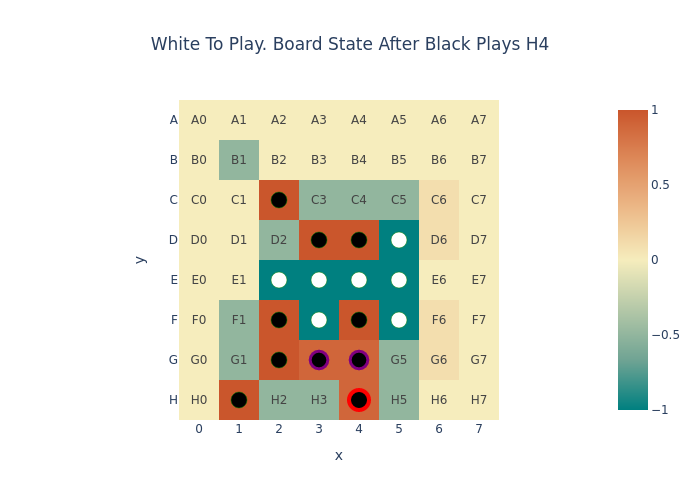 White To Play. Board State After Black Plays H4
A A0 A1 A2 A3 A4 A5 A6 A7
B B0 B1 B2 B3 B4 B5 B6 B7
C C0 C1 C3 C4 C5 C6 C7
D D0 D1 D2 D6 D7
E E0 E1 E6 E7
F F0 F1 F6 F7
G G0 G1 G5 G6 G7
H H0 H2 H3 H5 H6 H7
0 1 2 3 4 5 6 7
x
y
1
0.5
0
−0.5
−1